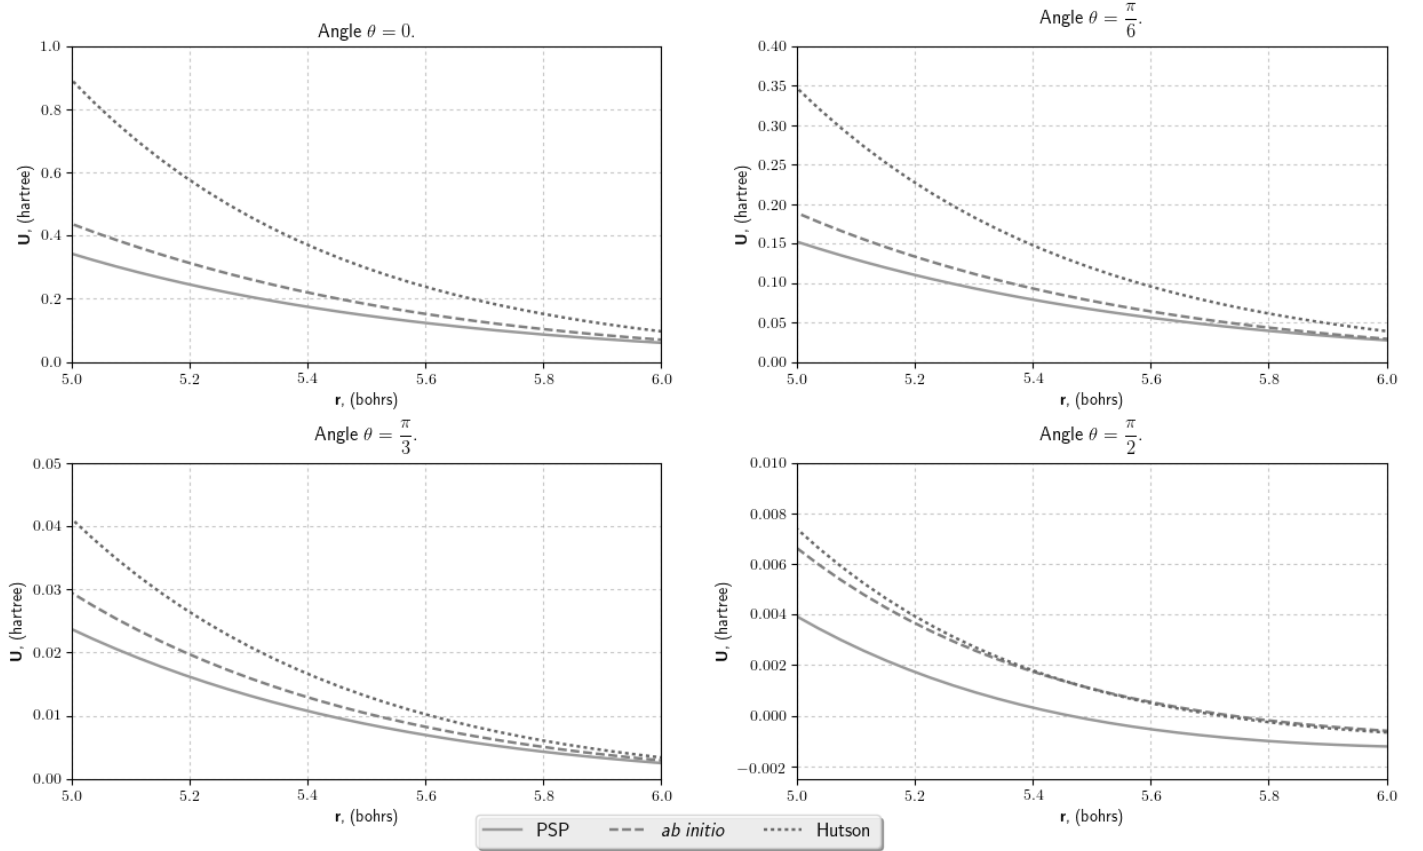 Angle θ = 0.
1.0
0.8
0.6
0.4
0.2
0.0
U, (hartree)
5.0 5.2 5.4 5.6 5.8 6.0
r, (bohrs)
Angle θ = π/6.
0.40
0.35
0.30
0.25
0.20
0.15
0.10
0.05
0.00
U, (hartree)
5.0 5.2 5.4 5.6 5.8 6.0
r, (bohrs)
Angle θ = π/3.
0.05
0.04
0.03
0.02
0.01
0.00
U, (hartree)
5.0 5.2 5.4 5.6 5.8 6.0
r, (bohrs)
Angle θ = π/2.
0.010
0.008
0.006
0.004
0.002
0.000
−0.002
U, (hartree)
5.0 5.2 5.4 5.6 5.8 6.0
r, (bohrs)
PSP ab initio Hutson